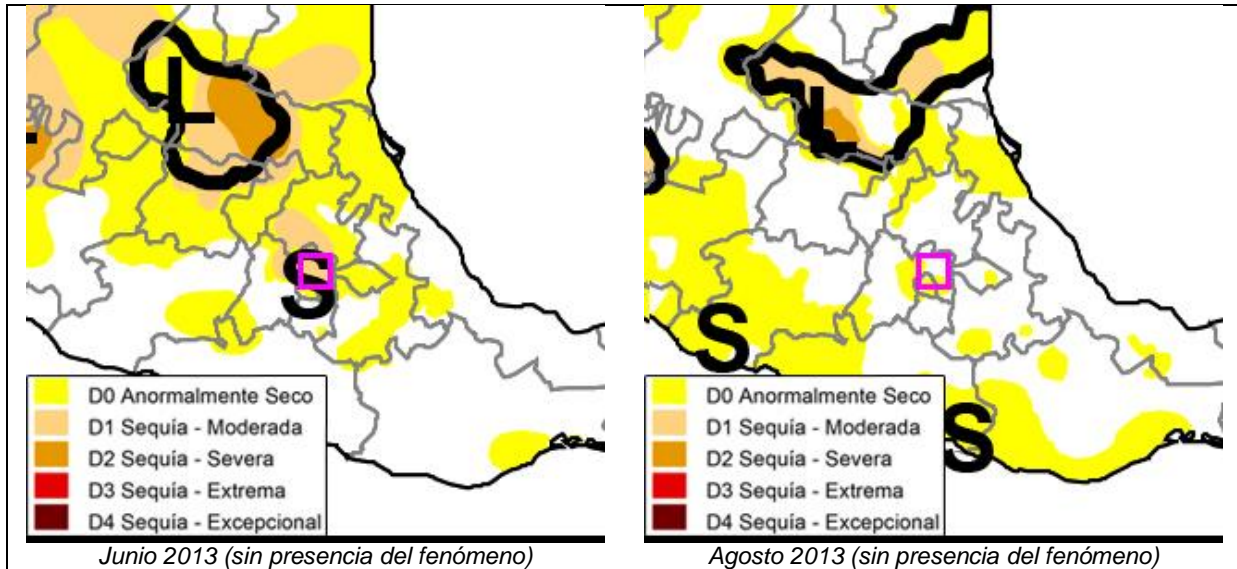 L
S
D0 Anormalmente Seco
D1 Sequía - Moderada
D2 Sequía - Severa
D3 Sequía - Extrema
D4 Sequía - Excepcional
Junio 2013 (sin presencia del fenómeno)
L
S
S
D0 Anormalmente Seco
D1 Sequía - Moderada
D2 Sequía - Severa
D3 Sequía - Extrema
D4 Sequía - Excepcional
Agosto 2013 (sin presencia del fenómeno)